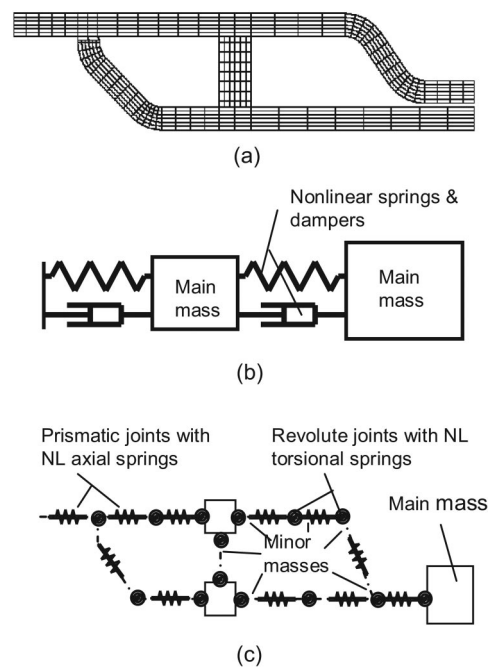 (a)
Nonlinear springs &
dampers
Main
mass
Main
mass
(b)
Prismatic joints with
NL axial springs
Revolute joints with NL
torsional springs
Main mass
Minor
masses
(c)